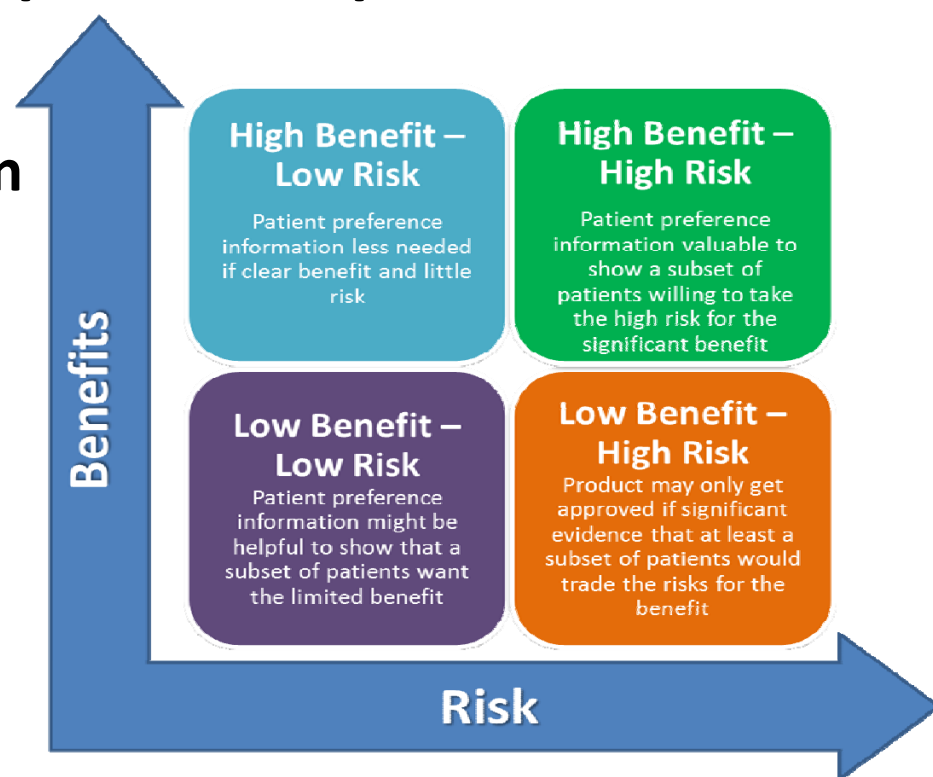 High Benefit –
Low Risk
Patient preference
information less needed
if clear benefit and little
risk
High Benefit –
High Risk
Patient preference
information valuable to
show a subset of
patients willing to take
the high risk for the
significant benefit
Benefits
Low Benefit –
Low Risk
Patient preference
information might be
helpful to show that a
subset of patients want
the limited benefit
Low Benefit –
High Risk
Product may only get
approved if significant
evidence that at least a
subset of patients would
trade the risks for the
benefit
Risk